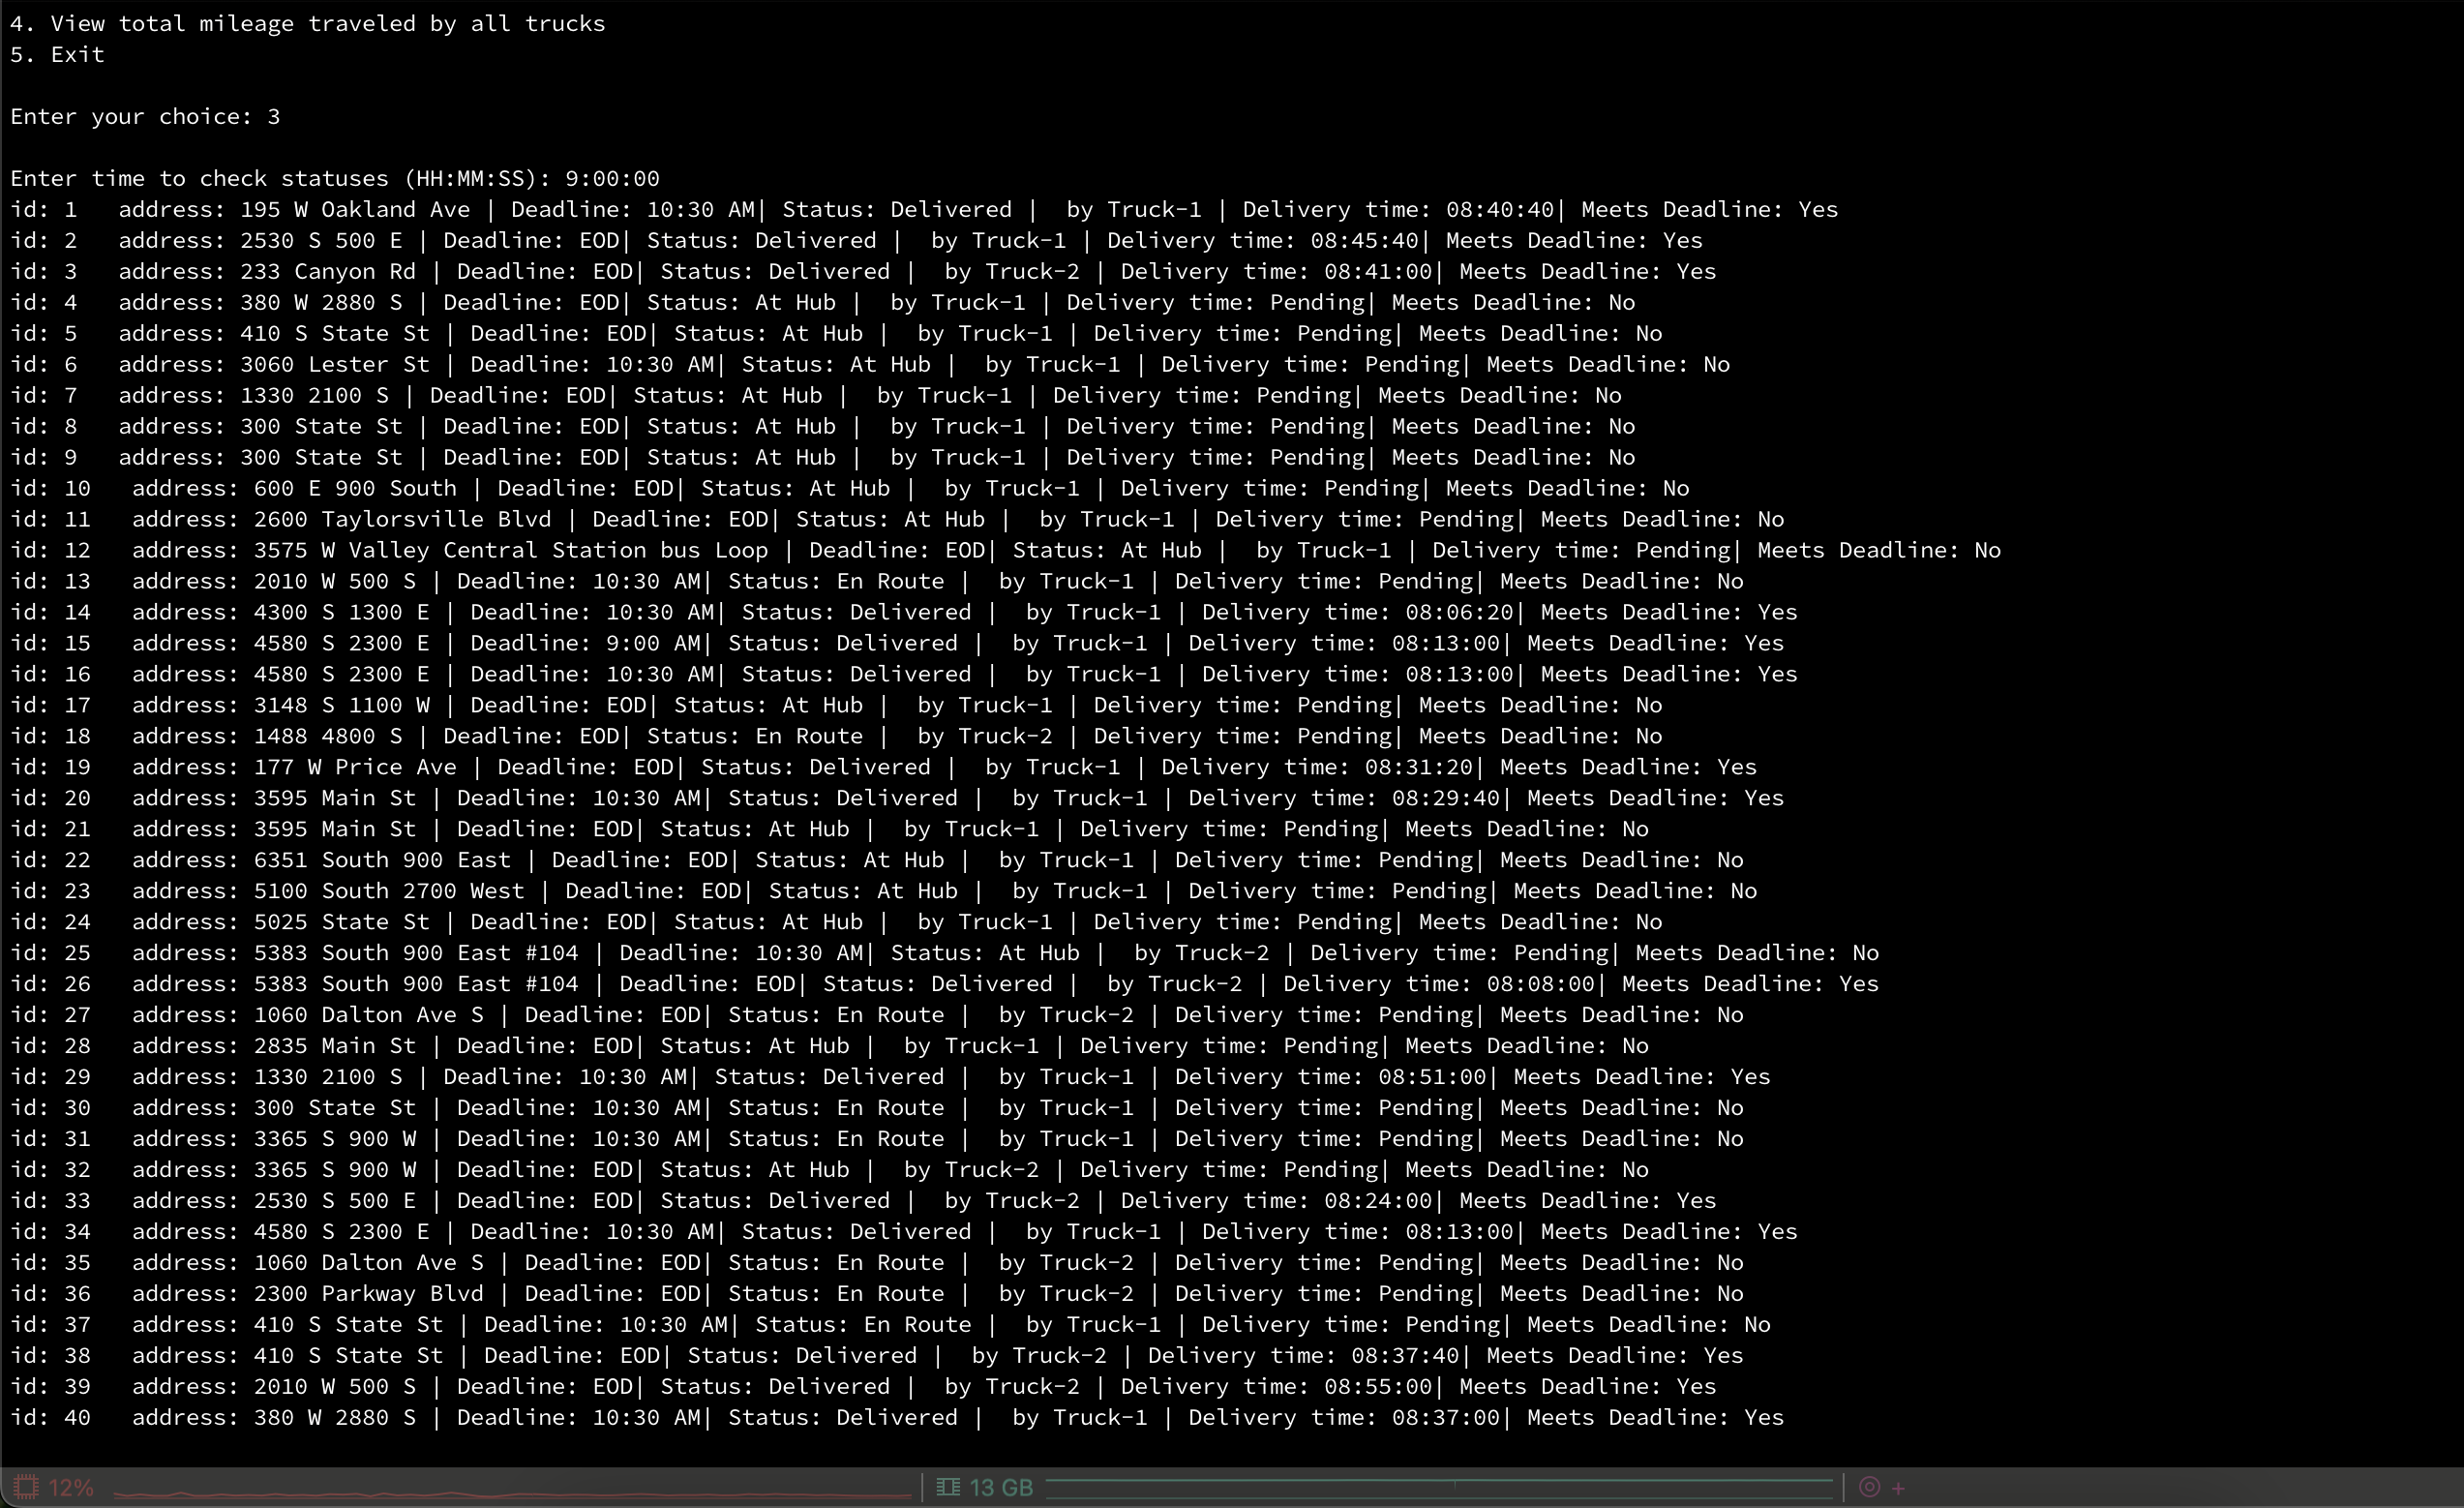 4. View total mileage traveled by all trucks
5. Exit
Enter your choice: 3
Enter time to check statuses (HH:MM:SS): 9:00:00
id: 1   address: 195 W Oakland Ave | Deadline: 10:30 AM| Status: Delivered |  by Truck-1 | Delivery time: 08:40:40| Meets Deadline: Yes
id: 2   address: 2530 S 500 E | Deadline: EOD| Status: Delivered |  by Truck-1 | Delivery time: 08:45:40| Meets Deadline: Yes
id: 3   address: 233 Canyon Rd | Deadline: EOD| Status: Delivered |  by Truck-2 | Delivery time: 08:41:00| Meets Deadline: Yes
id: 4   address: 380 W 2880 S | Deadline: EOD| Status: At Hub |  by Truck-1 | Delivery time: Pending| Meets Deadline: No
id: 5   address: 410 S State St | Deadline: EOD| Status: At Hub |  by Truck-1 | Delivery time: Pending| Meets Deadline: No
id: 6   address: 3060 Lester St | Deadline: 10:30 AM| Status: At Hub |  by Truck-1 | Delivery time: Pending| Meets Deadline: No
id: 7   address: 1330 2100 S | Deadline: EOD| Status: At Hub |  by Truck-1 | Delivery time: Pending| Meets Deadline: No
id: 8   address: 300 State St | Deadline: EOD| Status: At Hub |  by Truck-1 | Delivery time: Pending| Meets Deadline: No
id: 9   address: 300 State St | Deadline: EOD| Status: At Hub |  by Truck-1 | Delivery time: Pending| Meets Deadline: No
id: 10   address: 600 E 900 South | Deadline: EOD| Status: At Hub |  by Truck-1 | Delivery time: Pending| Meets Deadline: No
id: 11   address: 2600 Taylorsville Blvd | Deadline: EOD| Status: At Hub |  by Truck-1 | Delivery time: Pending| Meets Deadline: No
id: 12   address: 3575 W Valley Central Station bus Loop | Deadline: EOD| Status: At Hub |  by Truck-1 | Delivery time: Pending| Meets Deadline: No
id: 13   address: 2010 W 500 S | Deadline: 10:30 AM| Status: En Route |  by Truck-1 | Delivery time: Pending| Meets Deadline: No
id: 14   address: 4300 S 1300 E | Deadline: 10:30 AM| Status: Delivered |  by Truck-1 | Delivery time: 08:06:20| Meets Deadline: Yes
id: 15   address: 4580 S 2300 E | Deadline: 9:00 AM| Status: Delivered |  by Truck-1 | Delivery time: 08:13:00| Meets Deadline: Yes
id: 16   address: 4580 S 2300 E | Deadline: 10:30 AM| Status: Delivered |  by Truck-1 | Delivery time: 08:13:00| Meets Deadline: Yes
id: 17   address: 3148 S 1100 W | Deadline: EOD| Status: At Hub |  by Truck-1 | Delivery time: Pending| Meets Deadline: No
id: 18   address: 1488 4800 S | Deadline: EOD| Status: En Route |  by Truck-2 | Delivery time: Pending| Meets Deadline: No
id: 19   address: 177 W Price Ave | Deadline: EOD| Status: Delivered |  by Truck-1 | Delivery time: 08:31:20| Meets Deadline: Yes
id: 20   address: 3595 Main St | Deadline: 10:30 AM| Status: Delivered |  by Truck-1 | Delivery time: 08:29:40| Meets Deadline: Yes
id: 21   address: 3595 Main St | Deadline: EOD| Status: At Hub |  by Truck-1 | Delivery time: Pending| Meets Deadline: No
id: 22   address: 6351 South 900 East | Deadline: EOD| Status: At Hub |  by Truck-1 | Delivery time: Pending| Meets Deadline: No
id: 23   address: 5100 South 2700 West | Deadline: EOD| Status: At Hub |  by Truck-1 | Delivery time: Pending| Meets Deadline: No
id: 24   address: 5025 State St | Deadline: EOD| Status: At Hub |  by Truck-1 | Delivery time: Pending| Meets Deadline: No
id: 25   address: 5383 South 900 East #104 | Deadline: 10:30 AM| Status: At Hub |  by Truck-2 | Delivery time: Pending| Meets Deadline: No
id: 26   address: 5383 South 900 East #104 | Deadline: EOD| Status: Delivered |  by Truck-2 | Delivery time: 08:08:00| Meets Deadline: Yes
id: 27   address: 1060 Dalton Ave S | Deadline: EOD| Status: En Route |  by Truck-2 | Delivery time: Pending| Meets Deadline: No
id: 28   address: 2835 Main St | Deadline: EOD| Status: At Hub |  by Truck-1 | Delivery time: Pending| Meets Deadline: No
id: 29   address: 1330 2100 S | Deadline: 10:30 AM| Status: Delivered |  by Truck-1 | Delivery time: 08:51:00| Meets Deadline: Yes
id: 30   address: 300 State St | Deadline: 10:30 AM| Status: En Route |  by Truck-1 | Delivery time: Pending| Meets Deadline: No
id: 31   address: 3365 S 900 W | Deadline: 10:30 AM| Status: En Route |  by Truck-1 | Delivery time: Pending| Meets Deadline: No
id: 32   address: 3365 S 900 W | Deadline: EOD| Status: At Hub |  by Truck-2 | Delivery time: Pending| Meets Deadline: No
id: 33   address: 2530 S 500 E | Deadline: EOD| Status: Delivered |  by Truck-2 | Delivery time: 08:24:00| Meets Deadline: Yes
id: 34   address: 4580 S 2300 E | Deadline: 10:30 AM| Status: Delivered |  by Truck-1 | Delivery time: 08:13:00| Meets Deadline: Yes
id: 35   address: 1060 Dalton Ave S | Deadline: EOD| Status: En Route |  by Truck-2 | Delivery time: Pending| Meets Deadline: No
id: 36   address: 2300 Parkway Blvd | Deadline: EOD| Status: En Route |  by Truck-2 | Delivery time: Pending| Meets Deadline: No
id: 37   address: 410 S State St | Deadline: 10:30 AM| Status: En Route |  by Truck-1 | Delivery time: Pending| Meets Deadline: No
id: 38   address: 410 S State St | Deadline: EOD| Status: Delivered |  by Truck-2 | Delivery time: 08:37:40| Meets Deadline: Yes
id: 39   address: 2010 W 500 S | Deadline: EOD| Status: Delivered |  by Truck-2 | Delivery time: 08:55:00| Meets Deadline: Yes
id: 40   address: 380 W 2880 S | Deadline: 10:30 AM| Status: Delivered |  by Truck-1 | Delivery time: 08:37:00| Meets Deadline: Yes
12% 13 GB +